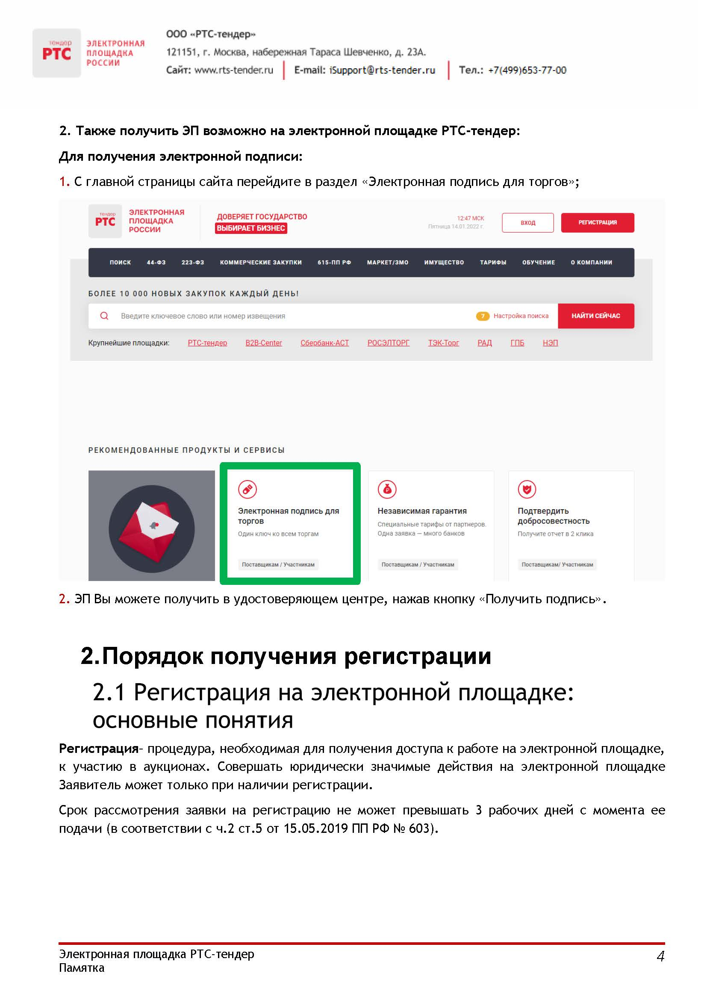 тендер
РТС
ЭЛЕКТРОННАЯ
ПЛОЩАДКА
РОССИИ
ООО «РТС-тендер»
121151, г. Москва, набережная Тараса Шевченко, д. 23А.
Сайт: www.rts-tender.ru E-mail: iSupport@rts-tender.ru Тел.: +7(499)653-77-00
2. Также получить ЭП возможно на электронной площадке РТС-тендер:
Для получения электронной подписи:
1. С главной страницы сайта перейдите в раздел «Электронная подпись для торгов»;
тендер
РТС
ЭЛЕКТРОННАЯ
ПЛОЩАДКА
РОССИИ
ДОВЕРЯЕТ ГОСУДАРСТВО
ВЫБИРАЕТ БИЗНЕС
12:47 МСК
Пятница 14.01.2022 г.
ВХОД
РЕГИСТРАЦИЯ
ПОИСК 44-ФЗ 223-ФЗ КОММЕРЧЕСКИЕ ЗАКУПКИ 615-ПП РФ МАРКЕТ/ЗМО ИМУЩЕСТВО ТАРИФЫ ОБУЧЕНИЕ О КОМПАНИИ
БОЛЕЕ 10 000 НОВЫХ ЗАКУПОК КАЖДЫЙ ДЕНЬ!
Введите ключевое слово или номер извещения 7 Настройка поиска НАЙТИ СЕЙЧАС
Крупнейшие площадки: РТС-тендер B2B-Center Сбербанк-АСТ РОСЭЛТОРГ ТЭК-Торг РАД ГПБ НЭП
РЕКОМЕНДОВАННЫЕ ПРОДУКТЫ И СЕРВИСЫ
Электронная подпись для
торгов
Один ключ ко всем торгам
Поставщикам / Участникам
Независимая гарантия
Специальные тарифы от партнеров.
Одна заявка — много банков
Поставщикам / Участникам
Подтвердить
добросовестность
Получите отчет в 2 клика
Поставщикам/ Участникам
2. ЭП Вы можете получить в удостоверяющем центре, нажав кнопку «Получить подпись».
2.Порядок получения регистрации
2.1 Регистрация на электронной площадке:
основные понятия
Регистрация– процедура, необходимая для получения доступа к работе на электронной площадке,
к участию в аукционах. Совершать юридически значимые действия на электронной площадке
Заявитель может только при наличии регистрации.
Срок рассмотрения заявки на регистрацию не может превышать 3 рабочих дней с момента ее
подачи (в соответствии с ч.2 ст.5 от 15.05.2019 ПП РФ № 603).
Электронная площадка РТС-тендер
Памятка
4